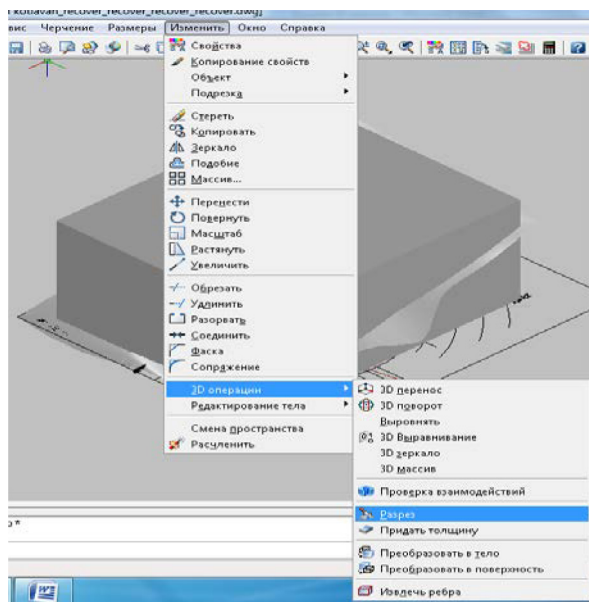 kobavan_recover_recover_recover_recover.dwg]
вис Черчение Размеры Изменить Окно Справка
Свойства
Копирование свойств
Объект
Подрезка
Стереть
Копировать
Зеркало
Подобие
Массив...
Перенести
Повернуть
Масштаб
Растянуть
Увеличить
Обрезать
Удлинить
Разорвать
Соединить
Фаска
Сопряжение
3D операции
Редактирование тела
Смена пространства
Расчленить
3D перенос
3D поворот
Выровнять
3D Выравнивание
3D зеркало
3D массив
Проверка взаимодействий
Разрез
Придать толщину
Преобразовать в тело
Преобразовать в поверхность
Извлечь ребра